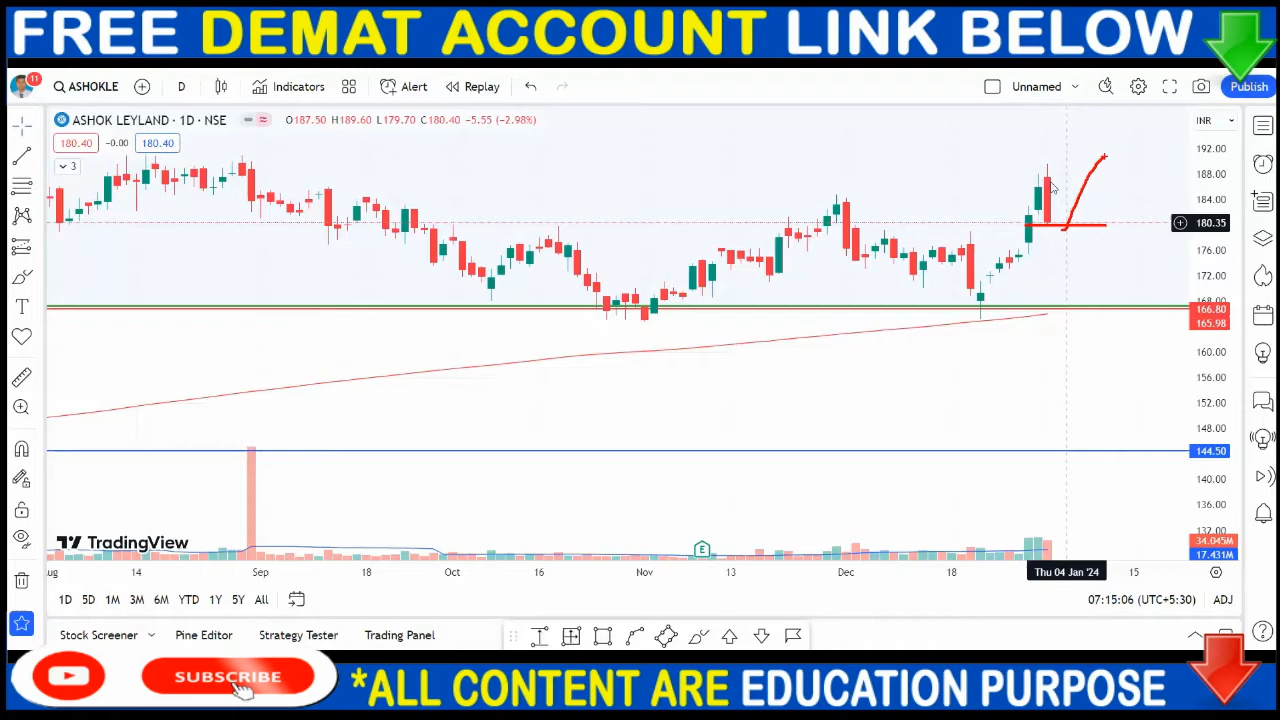 FREE DEMAT ACCOUNT LINK BELOW
11 ASHOKLE D Indicators Alert Replay Unnamed Publish
ASHOK LEYLAND · 1D · NSE O187.50 H189.60 L179.70 C180.40 -5.55 (-2.98%) INR
180.40 -0.00 180.40
3
192.00
188.00
184.00
180.35
176.00
172.00
168.00
166.80
165.98
160.00
156.00
152.00
148.00
144.50
140.00
136.00
132.00
34.045M
17.431M
TradingView
E
Aug 14 Sep 18 Oct 16 Nov 13 Dec 18 Thu 04 Jan '24 15
1D 5D 1M 3M 6M YTD 1Y 5Y All 07:15:06 (UTC+5:30) ADJ
Stock Screener Pine Editor Strategy Tester Trading Panel
SUBSCRIBE
*ALL CONTENT ARE EDUCATION PURPOSE